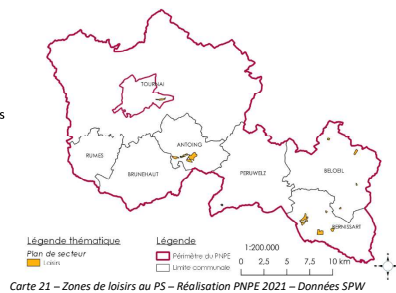 s
TOURNAI
RUMES
BRUNEHAUT
ANTOING
PERUWELZ
BELOEIL
BERNISSART
Légende thématique
Plan de secteur
Loisirs
Légende
Périmètre du PNPE
Limite communale
1:200.000
0 2,5 5 7,5 10 km
Carte 21 – Zones de loisirs au PS – Réalisation PNPE 2021 – Données SPW